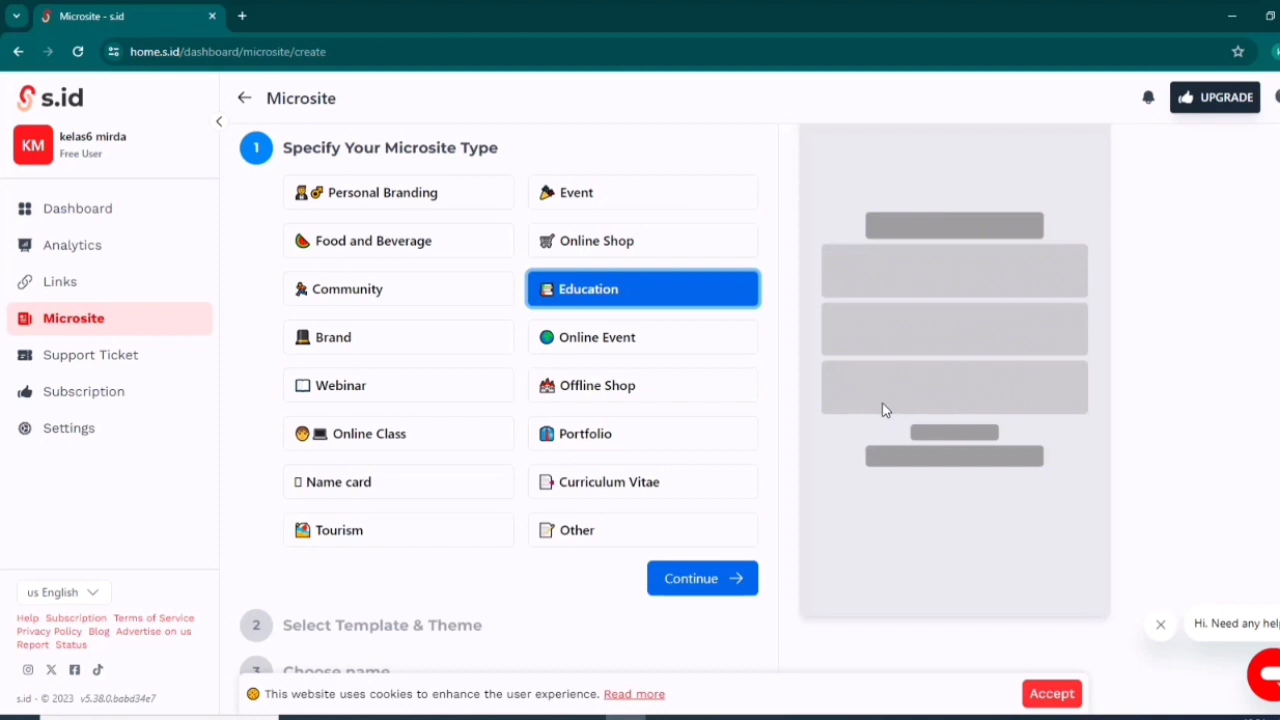 Microsite - s.id
home.s.id/dashboard/microsite/create
s.id
Microsite
UPGRADE
KM
kelas6 mirda
Free User
Dashboard
Analytics
Links
Microsite
Support Ticket
Subscription
Settings
1
Specify Your Microsite Type
Personal Branding
Event
Food and Beverage
Online Shop
Community
Education
Brand
Online Event
Webinar
Offline Shop
Online Class
Portfolio
Name card
Curriculum Vitae
Tourism
Other
Continue
2
Select Template & Theme
3
Choose name
us English
Help Subscription Terms of Service
Privacy Policy Blog Advertise on us
Report Status
s.id - © 2023 v5.38.0.babd34e7
This website uses cookies to enhance the user experience. Read more
Accept
Hi. Need any help